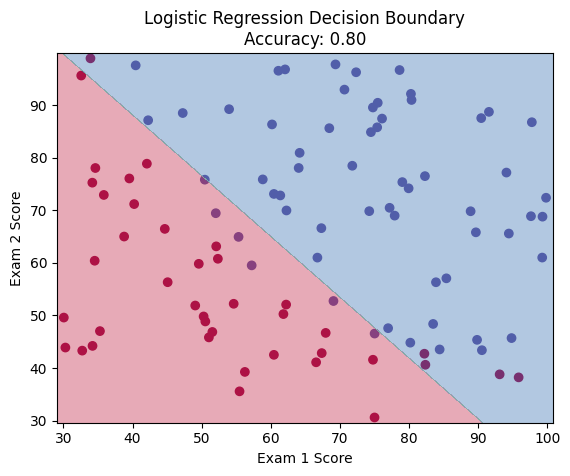 Logistic Regression Decision Boundary
Accuracy: 0.80
90
80
70
60
50
40
30
Exam 2 Score
30 40 50 60 70 80 90 100
Exam 1 Score